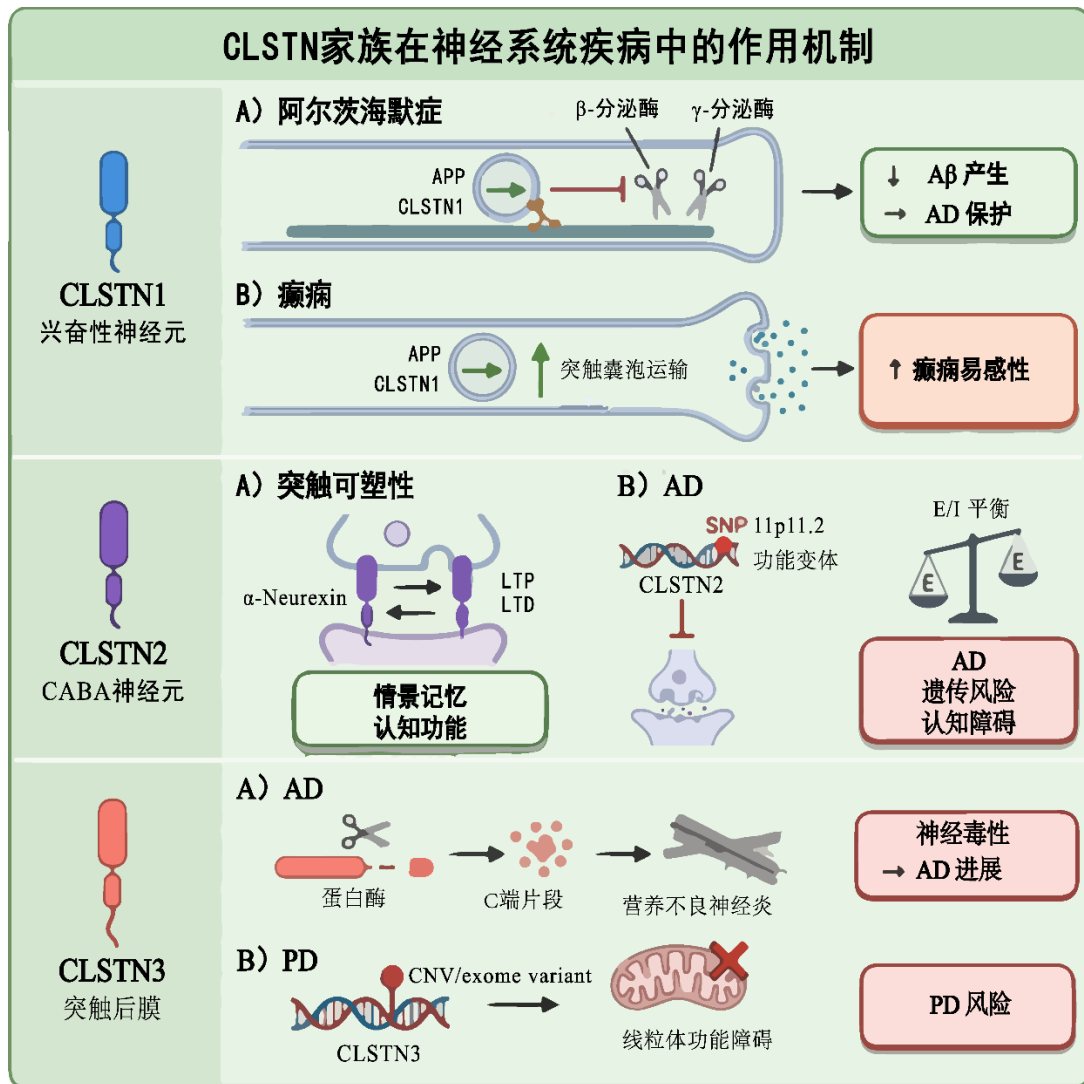 CLSTN家族在神经系统疾病中的作用机制
CLSTN1
兴奋性神经元
A）阿尔茨海默症
β-分泌酶
γ-分泌酶
APP
CLSTN1
↓ Aβ 产生
→ AD 保护
B）癫痫
APP
CLSTN1
突触囊泡运输
↑ 癫痫易感性
CLSTN2
CABA神经元
A）突触可塑性
α-Neurexin
LTP
LTD
情景记忆
认知功能
B）AD
SNP 11p11.2
功能变体
CLSTN2
E/I 平衡
E
E
AD
遗传风险
认知障碍
CLSTN3
突触后膜
A）AD
蛋白酶
C端片段
营养不良神经炎
神经毒性
→ AD 进展
B）PD
CNV/exome variant
CLSTN3
线粒体功能障碍
PD 风险